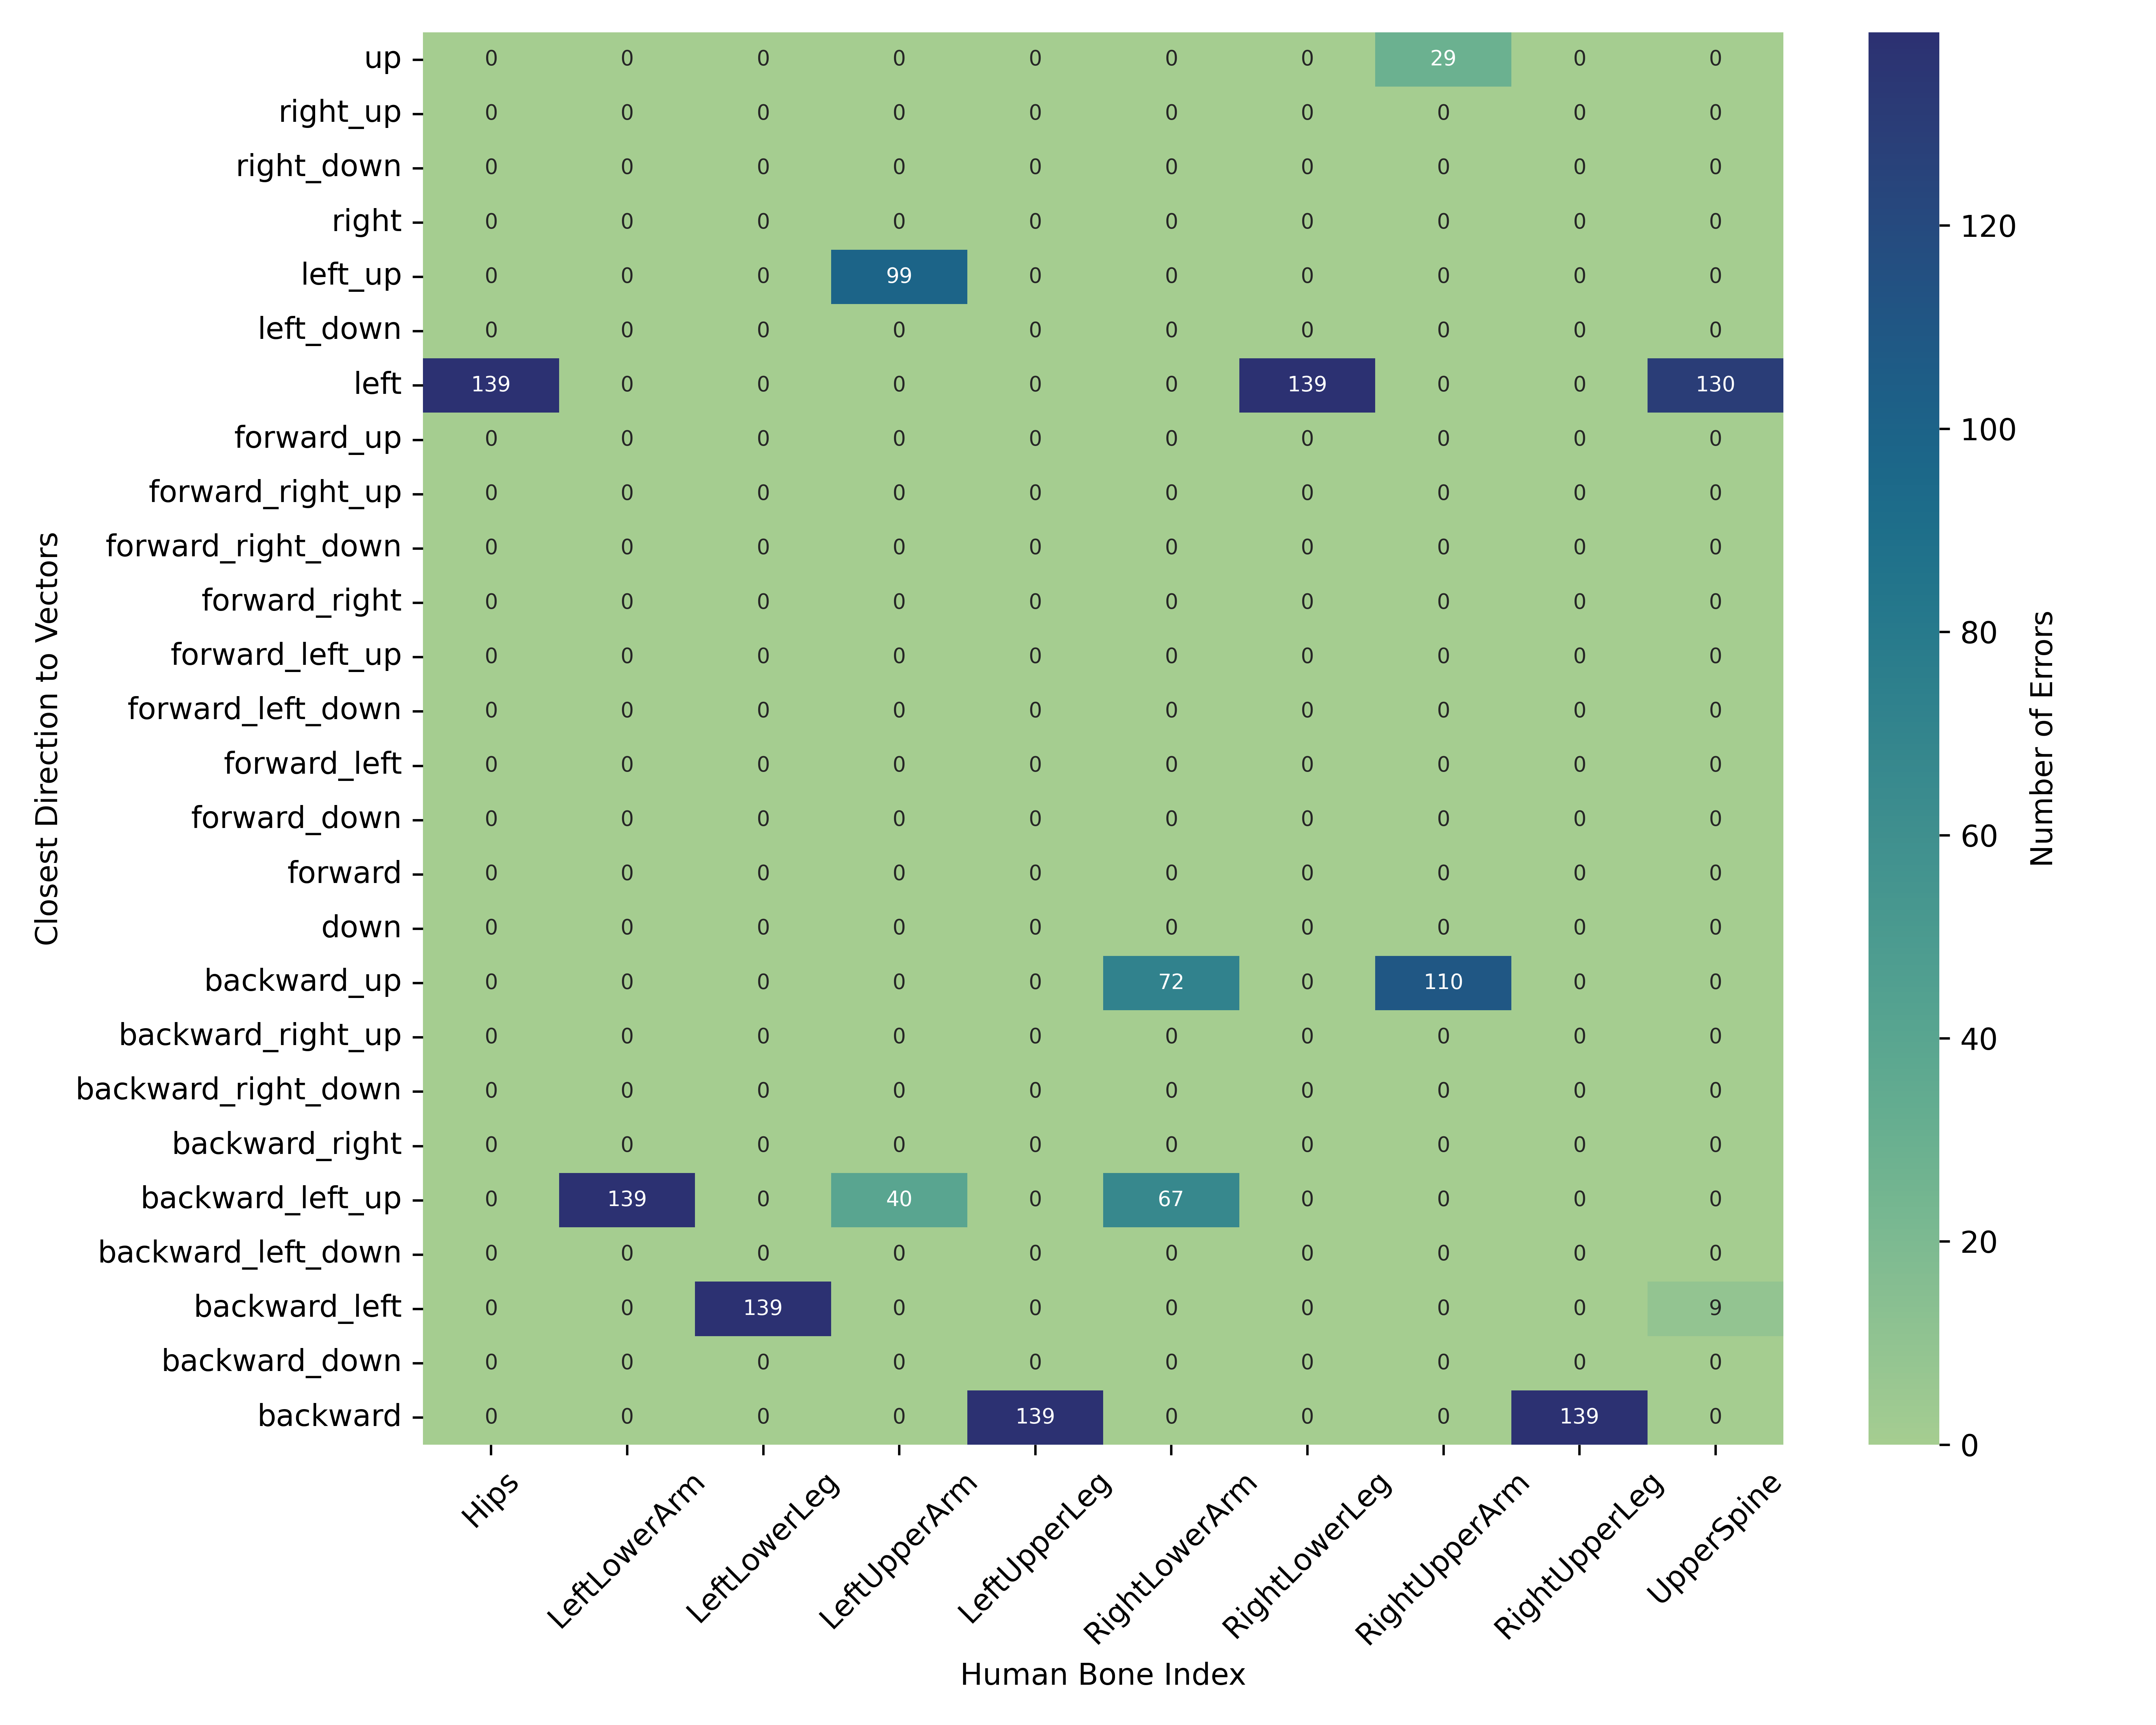 up 0 0 0 0 0 0 0 29 0 0
right_up 0 0 0 0 0 0 0 0 0 0
right_down 0 0 0 0 0 0 0 0 0 0
right 0 0 0 0 0 0 0 0 0 0
left_up 0 0 0 99 0 0 0 0 0 0
left_down 0 0 0 0 0 0 0 0 0 0
left 139 0 0 0 0 0 139 0 0 130
forward_up 0 0 0 0 0 0 0 0 0 0
forward_right_up 0 0 0 0 0 0 0 0 0 0
forward_right_down 0 0 0 0 0 0 0 0 0 0
forward_right 0 0 0 0 0 0 0 0 0 0
forward_left_up 0 0 0 0 0 0 0 0 0 0
forward_left_down 0 0 0 0 0 0 0 0 0 0
forward_left 0 0 0 0 0 0 0 0 0 0
forward_down 0 0 0 0 0 0 0 0 0 0
forward 0 0 0 0 0 0 0 0 0 0
down 0 0 0 0 0 0 0 0 0 0
backward_up 0 0 0 0 0 72 0 110 0 0
backward_right_up 0 0 0 0 0 0 0 0 0 0
backward_right_down 0 0 0 0 0 0 0 0 0 0
backward_right 0 0 0 0 0 0 0 0 0 0
backward_left_up 0 139 0 40 0 67 0 0 0 0
backward_left_down 0 0 0 0 0 0 0 0 0 0
backward_left 0 0 139 0 0 0 0 0 0 9
backward_down 0 0 0 0 0 0 0 0 0 0
backward 0 0 0 0 139 0 0 0 139 0
Hips
LeftLowerArm
LeftLowerLeg
LeftUpperArm
LeftUpperLeg
RightLowerArm
RightLowerLeg
RightUpperArm
RightUpperLeg
UpperSpine
Human Bone Index
Closest Direction to Vectors
120
100
80
60
40
20
0
Number of Errors